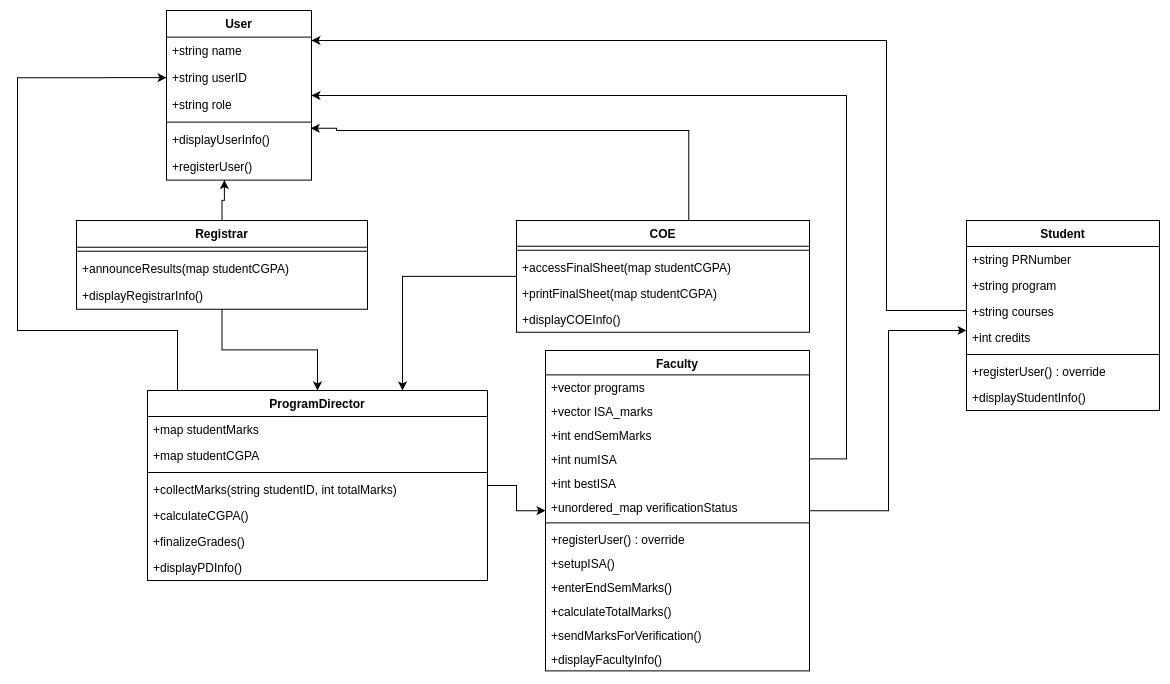 User
+string name
+string userID
+string role
+displayUserInfo()
+registerUser()
Registrar
+announceResults(map studentCGPA)
+displayRegistrarInfo()
COE
+accessFinalSheet(map studentCGPA)
+printFinalSheet(map studentCGPA)
+displayCOEInfo()
Student
+string PRNumber
+string program
+string courses
+int credits
+registerUser() : override
+displayStudentInfo()
ProgramDirector
+map studentMarks
+map studentCGPA
+collectMarks(string studentID, int totalMarks)
+calculateCGPA()
+finalizeGrades()
+displayPDInfo()
Faculty
+vector programs
+vector ISA_marks
+int endSemMarks
+int numISA
+int bestISA
+unordered_map verificationStatus
+registerUser() : override
+setupISA()
+enterEndSemMarks()
+calculateTotalMarks()
+sendMarksForVerification()
+displayFacultyInfo()